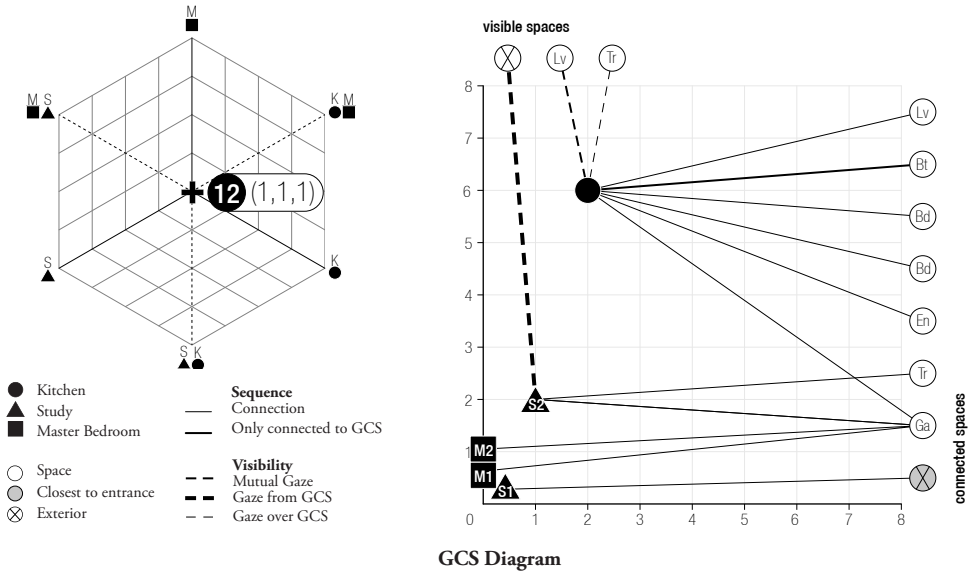 M
M S
K M
12 (1,1,1)
S
K
S K
Kitchen
Study
Master Bedroom
Space
Closest to entrance
Exterior
Sequence
Connection
Only connected to GCS
Visibility
Mutual Gaze
Gaze from GCS
Gaze over GCS
visible spaces
Lv Tr
8
7
6
5
4
3
2
1
0 1 2 3 4 5 6 7 8
S2
M2
M1
S1
Lv
Bt
Bd
Bd
En
Tr
Ga
connected spaces
GCS Diagram